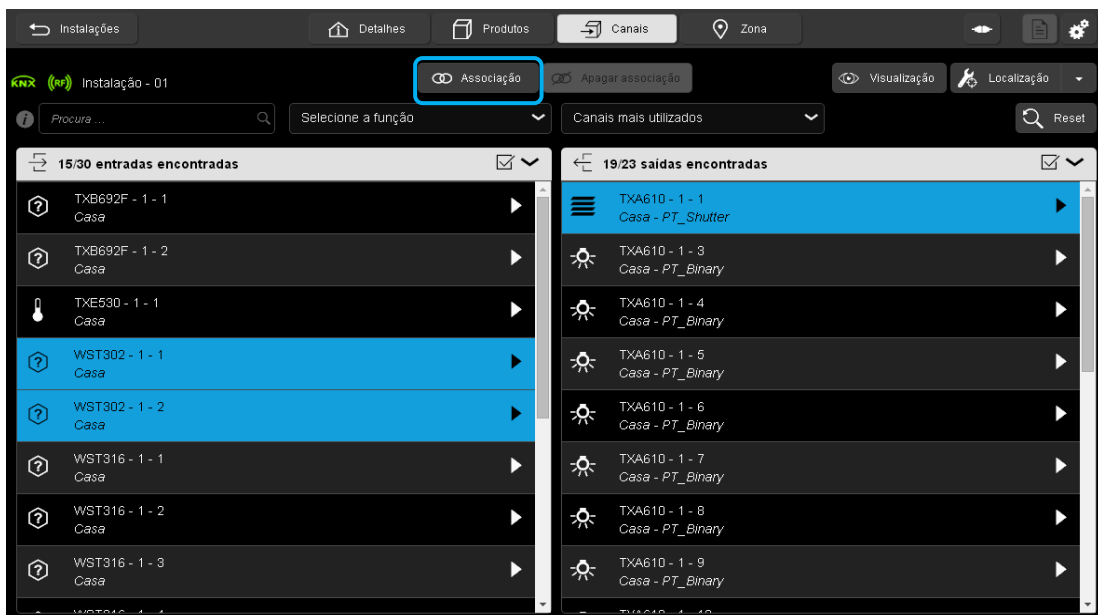 Instalações
Detalhes
Produtos
Canais
Zona
KNX ((RF)) Instalação - 01
Associação
Apagar associação
Visualização
Localização
Procura ...
Selecione a função
Canais mais utilizados
Reset
15/30 entradas encontradas
19/23 saídas encontradas
TXB692F - 1 - 1
Casa
TXB692F - 1 - 2
Casa
TXE530 - 1 - 1
Casa
WST302 - 1 - 1
Casa
WST302 - 1 - 2
Casa
WST316 - 1 - 1
Casa
WST316 - 1 - 2
Casa
WST316 - 1 - 3
Casa
TXA610 - 1 - 1
Casa - PT_Shutter
TXA610 - 1 - 3
Casa - PT_Binary
TXA610 - 1 - 4
Casa - PT_Binary
TXA610 - 1 - 5
Casa - PT_Binary
TXA610 - 1 - 6
Casa - PT_Binary
TXA610 - 1 - 7
Casa - PT_Binary
TXA610 - 1 - 8
Casa - PT_Binary
TXA610 - 1 - 9
Casa - PT_Binary